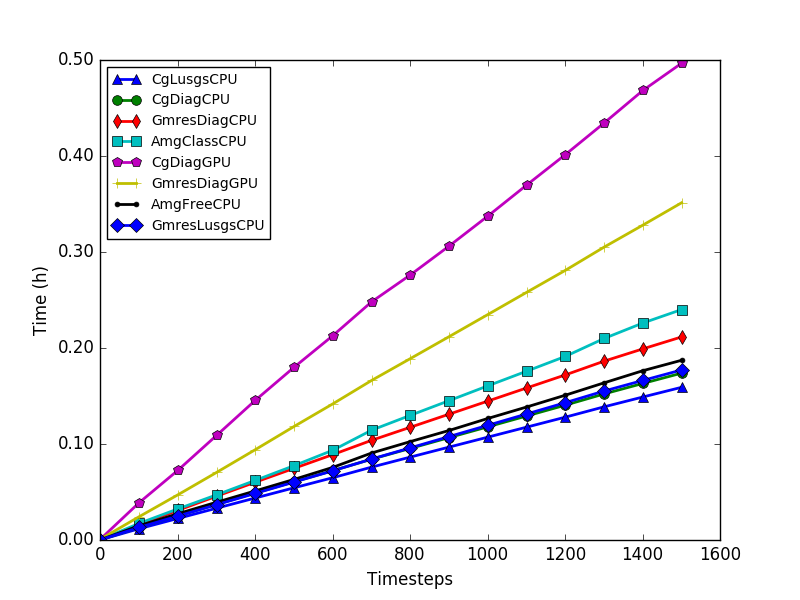 0.50
0.40
0.30
0.20
0.10
0.00
Time (h)
CgLusgsCPU
CgDiagCPU
GmresDiagCPU
AmgClassCPU
CgDiagGPU
GmresDiagGPU
AmgFreeCPU
GmresLusgsCPU
0 200 400 600 800 1000 1200 1400 1600
Timesteps